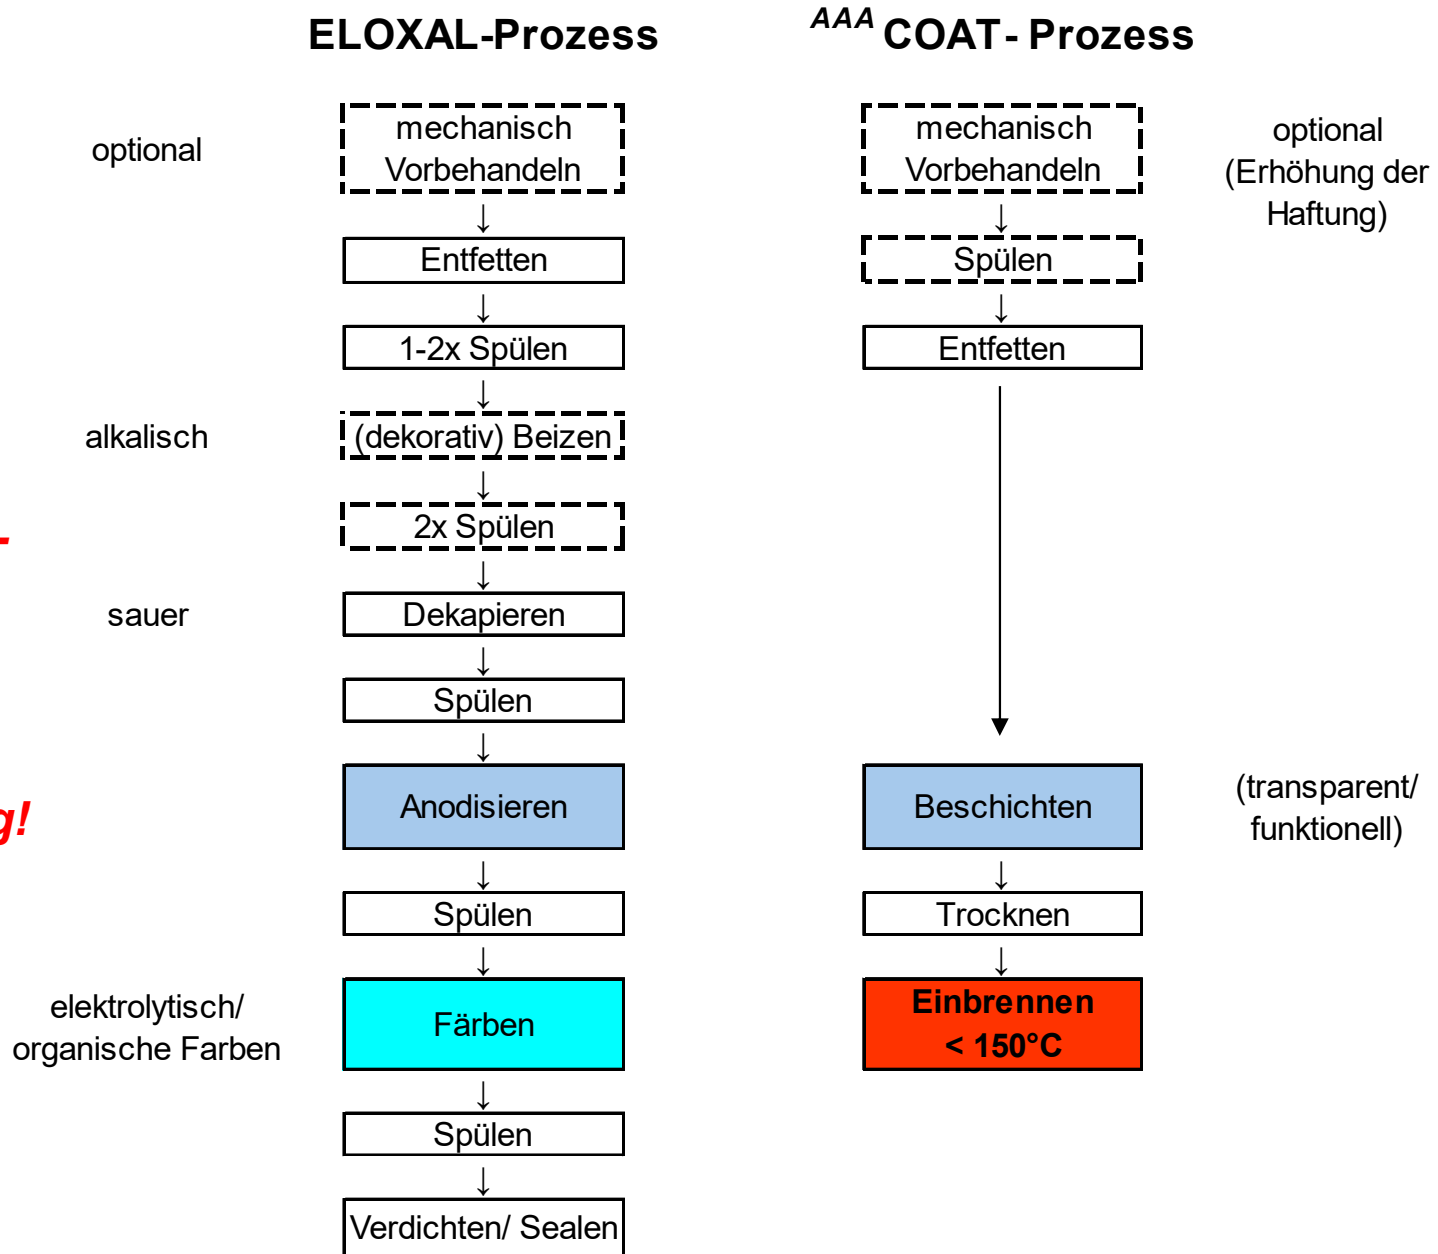 ELOXAL-Prozess
AAA COAT- Prozess
optional
mechanisch
Vorbehandeln
↓
Entfetten
↓
1-2x Spülen
↓
alkalisch
(dekorativ) Beizen
↓
2x Spülen
-
↓
sauer
Dekapieren
↓
Spülen
↓
g!
Anodisieren
↓
Spülen
↓
elektrolytisch/
organische Farben
Färben
↓
Spülen
↓
Verdichten/ Sealen
mechanisch
Vorbehandeln
optional
(Erhöhung der
Haftung)
↓
Spülen
↓
Entfetten
Beschichten
(transparent/
funktionell)
↓
Trocknen
↓
Einbrennen
< 150°C